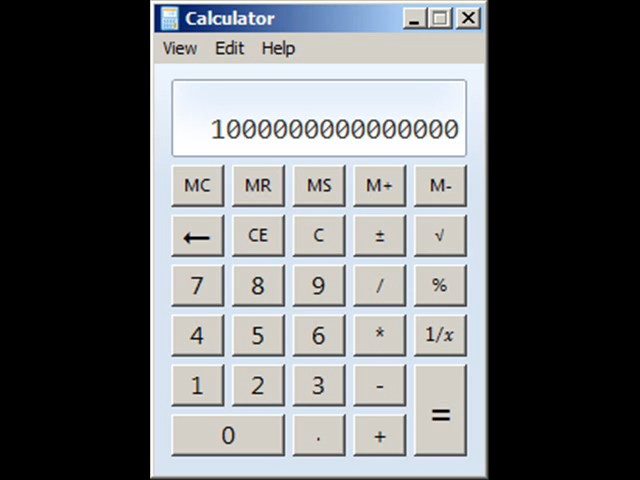 Calculator
View Edit Help
1000000000000000
MC MR MS M+ M-
← CE C ± √
7 8 9 / %
4 5 6 * 1/x
1 2 3 - =
0 . +